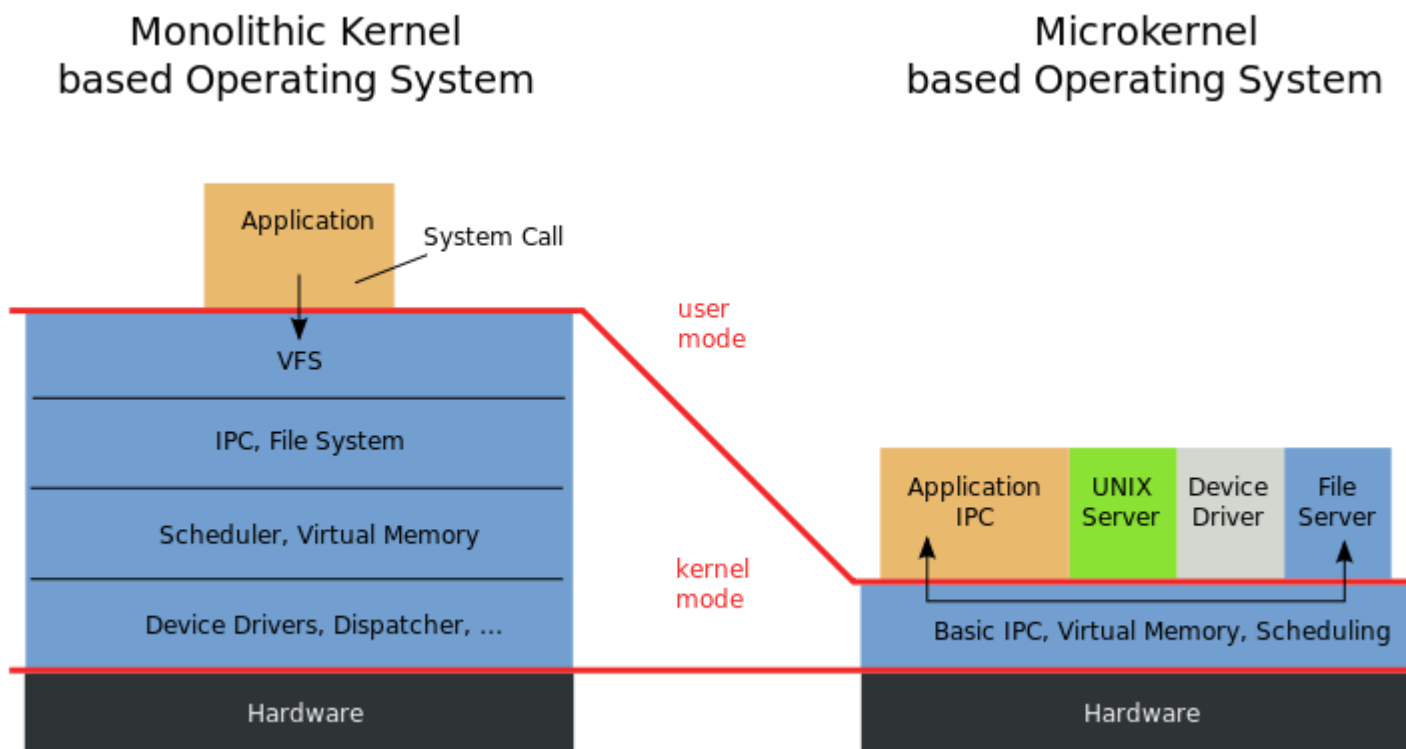 Monolithic Kernel
based Operating System
Microkernel
based Operating System
Application
System Call
user
mode
VFS
IPC, File System
Scheduler, Virtual Memory
Device Drivers, Dispatcher, ...
Hardware
kernel
mode
Application
IPC
UNIX
Server
Device
Driver
File
Server
Basic IPC, Virtual Memory, Scheduling
Hardware